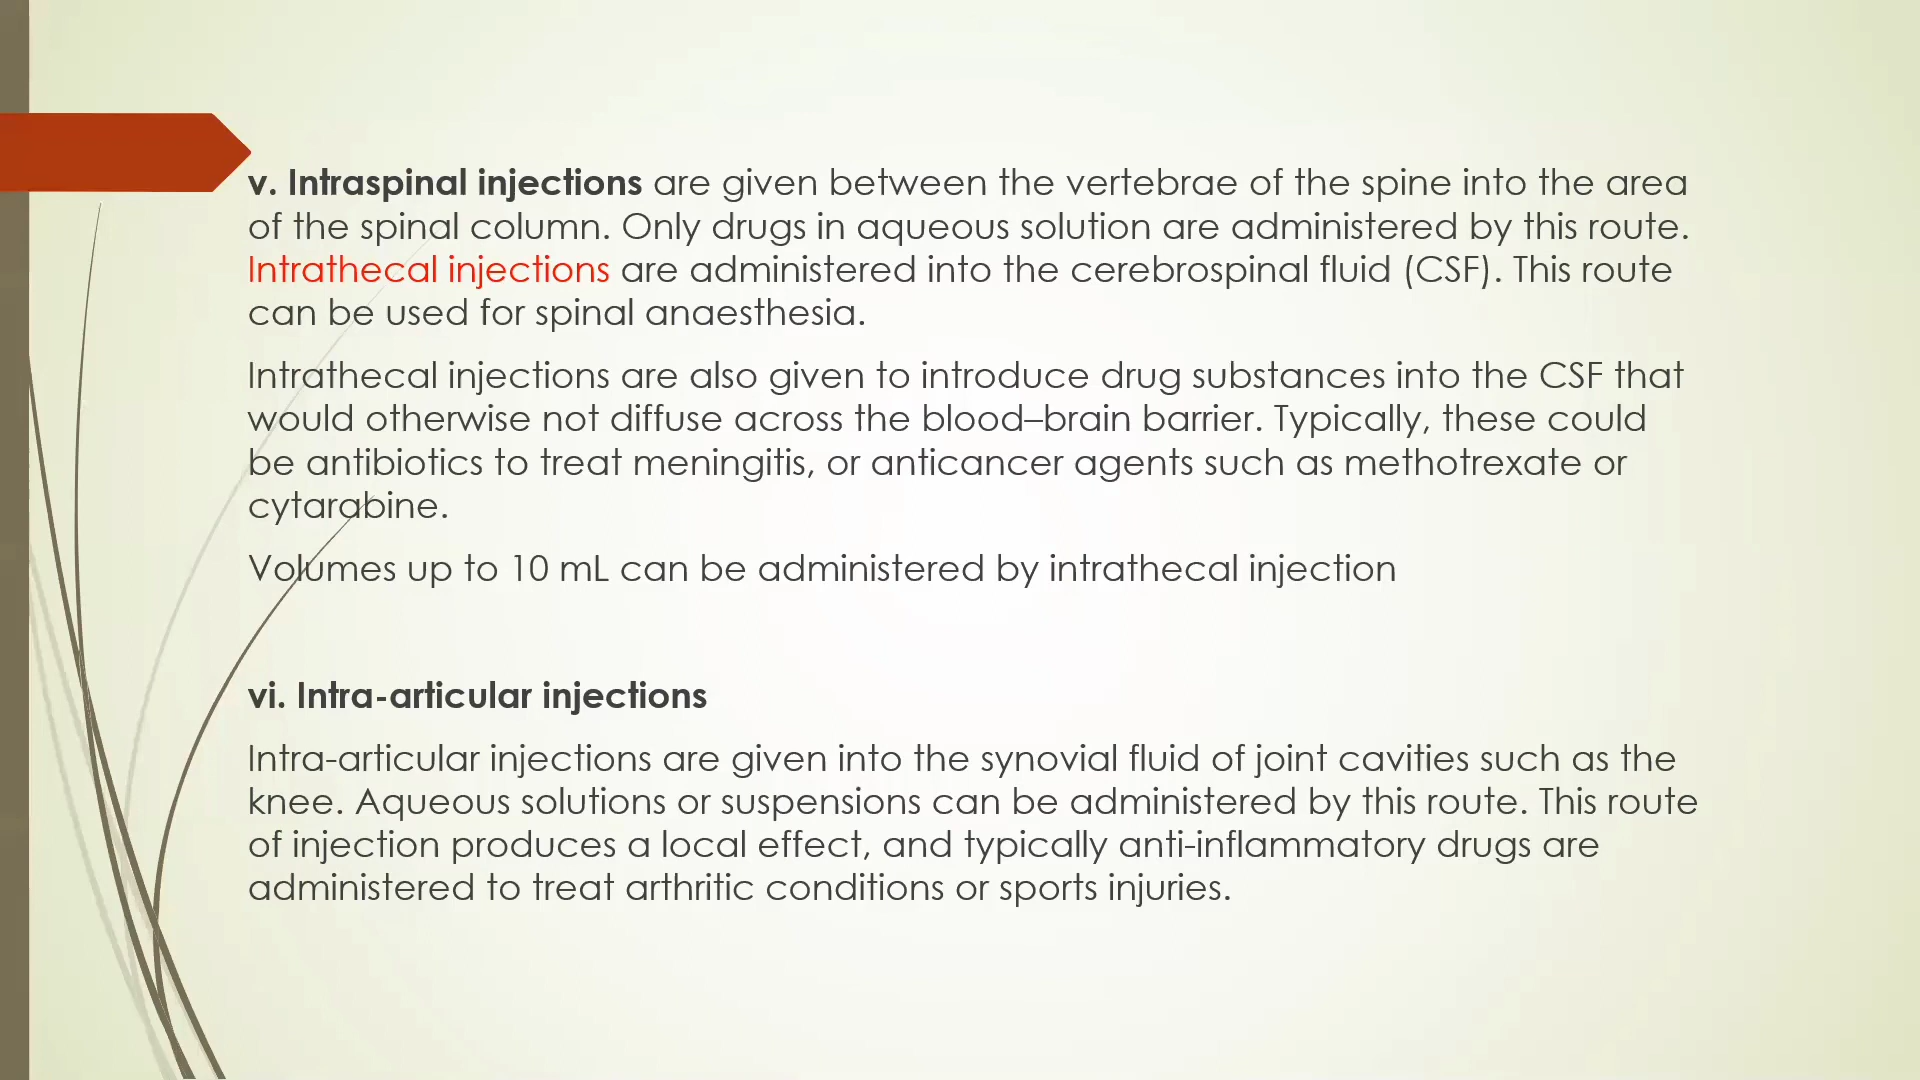 v. Intraspinal injections are given between the vertebrae of the spine into the area
of the spinal column. Only drugs in aqueous solution are administered by this route.
Intrathecal injections are administered into the cerebrospinal fluid (CSF). This route
can be used for spinal anaesthesia.
Intrathecal injections are also given to introduce drug substances into the CSF that
would otherwise not diffuse across the blood–brain barrier. Typically, these could
be antibiotics to treat meningitis, or anticancer agents such as methotrexate or
cytarabine.
Volumes up to 10 mL can be administered by intrathecal injection
vi. Intra-articular injections
Intra-articular injections are given into the synovial fluid of joint cavities such as the
knee. Aqueous solutions or suspensions can be administered by this route. This route
of injection produces a local effect, and typically anti-inflammatory drugs are
administered to treat arthritic conditions or sports injuries.